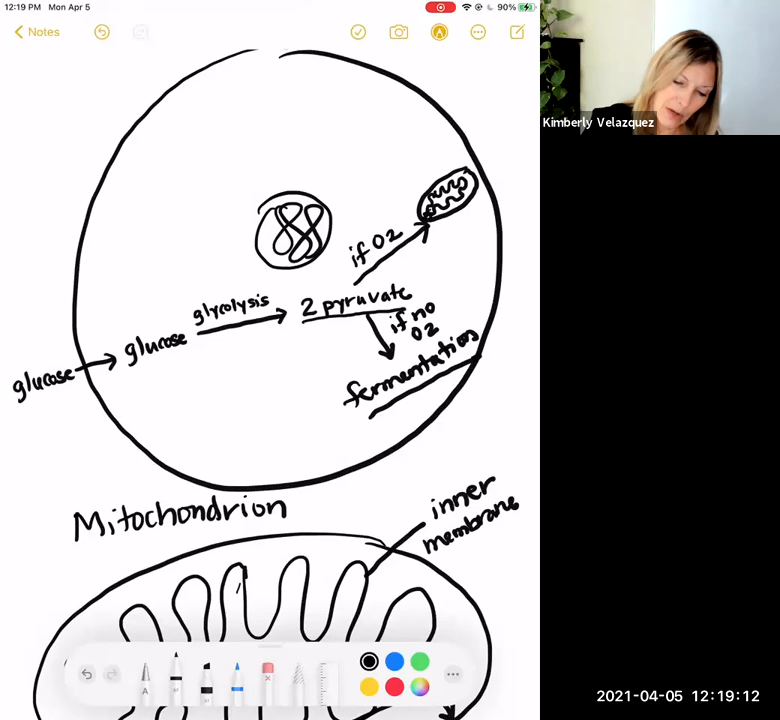 12:19 PM Mon Apr 5
90%
Notes
Kimberly Velazquez
if O2
glycolysis
2 pyruvate
if no
O2
glucose
glucose
fermentation
Mitochondrion
inner
membrane
A
2021-04-05 12:19:12